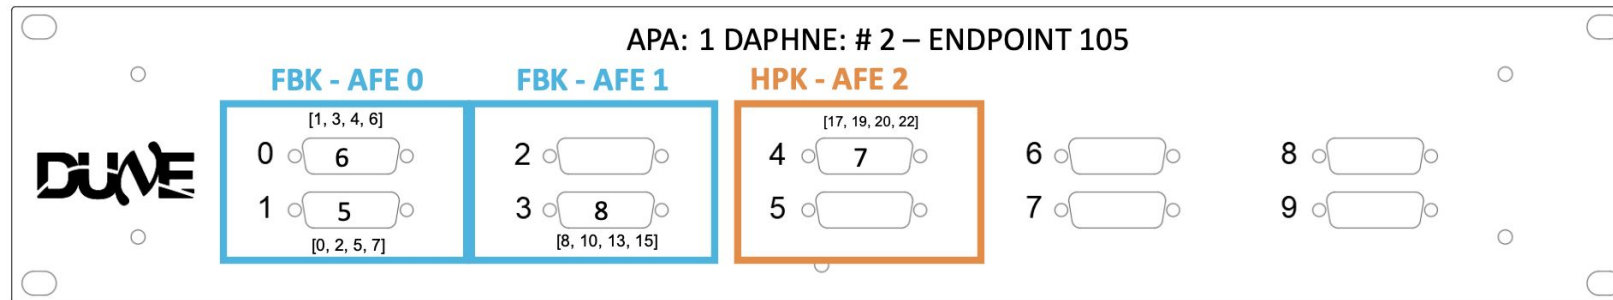 APA: 1 DAPHNE: # 2 – ENDPOINT 105
FBK - AFE 0
FBK - AFE 1
HPK - AFE 2
[1, 3, 4, 6]
[17, 19, 20, 22]
0 6
2
4 7
6
8
DUNE
1 5
3 8
5
7
9
[0, 2, 5, 7]
[8, 10, 13, 15]